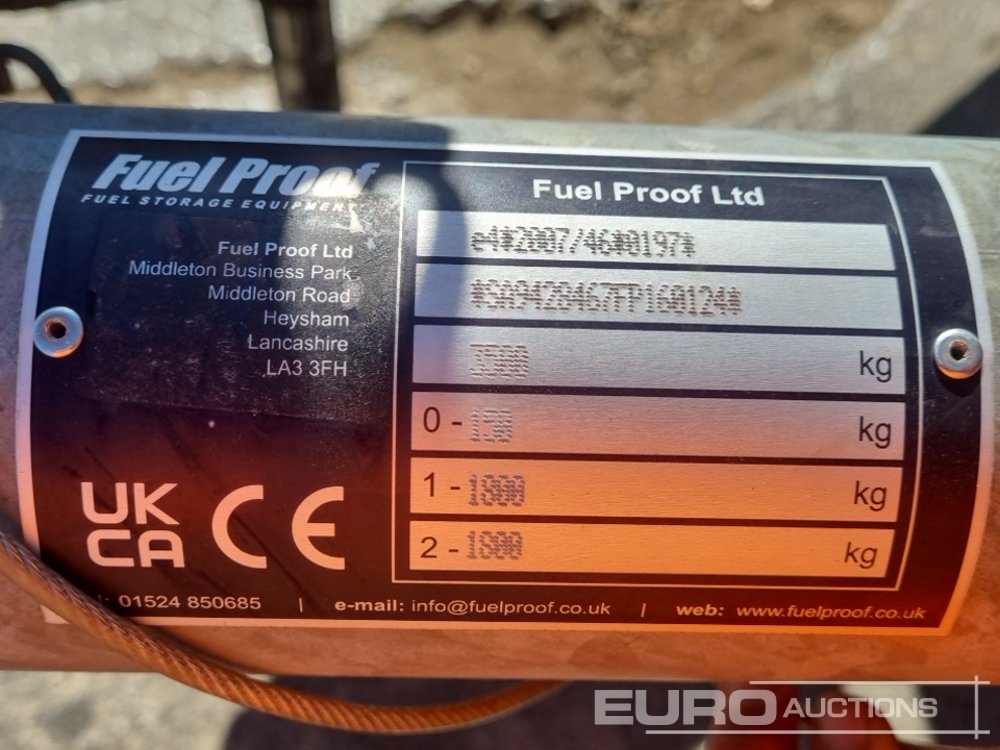 Fuel Proof
FUEL STORAGE EQUIPMENT
Fuel Proof Ltd
Middleton Business Park
Middleton Road
Heysham
Lancashire
LA3 3FH
UK
CA CE
Fuel Proof Ltd
e4*2007/46*0197*
*SA9428467FP160124*
3500 kg
0 - 150 kg
1 - 1800 kg
2 - 1800 kg
01524 850685 | e-mail: info@fuelproof.co.uk | web: www.fuelproof.co.uk
EURO AUCTIONS